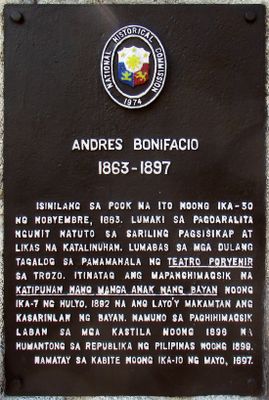 NATIONAL HISTORICAL COMMISSION
1974
ANDRES BONIFACIO
1863-1897
ISINILANG SA POOK NA ITO NOONG IKA-30
NG NOBYEMBRE, 1863. LUMAKI SA PAGDARALITA
NGUNIT NATUTO SA SARILING PAGSISIKAP AT
LIKAS NA KATALINUHAN. LUMABAS SA MGA DULANG
TAGALOG SA PAMAMAHALA NG TEATRO PORVENIR
SA TROZO. ITINATAG ANG MAPANGHIMAGSIK NA
KATIPUNAN NANG MANGA ANAK NANG BAYAN NOONG
IKA-7 NG HULYO, 1892 NA ANG LAYO'Y MAKAMTAN ANG
KASARINLAN NG BAYAN. NAMUNO SA PAGHIHIMAGSIK
LABAN SA MGA KASTILA NOONG 1896 NA
HUMANTONG SA REPUBLIKA NG PILIPINAS NOONG 1899.
NAMATAY SA KABITE NOONG IKA-10 NG MAYO, 1897.